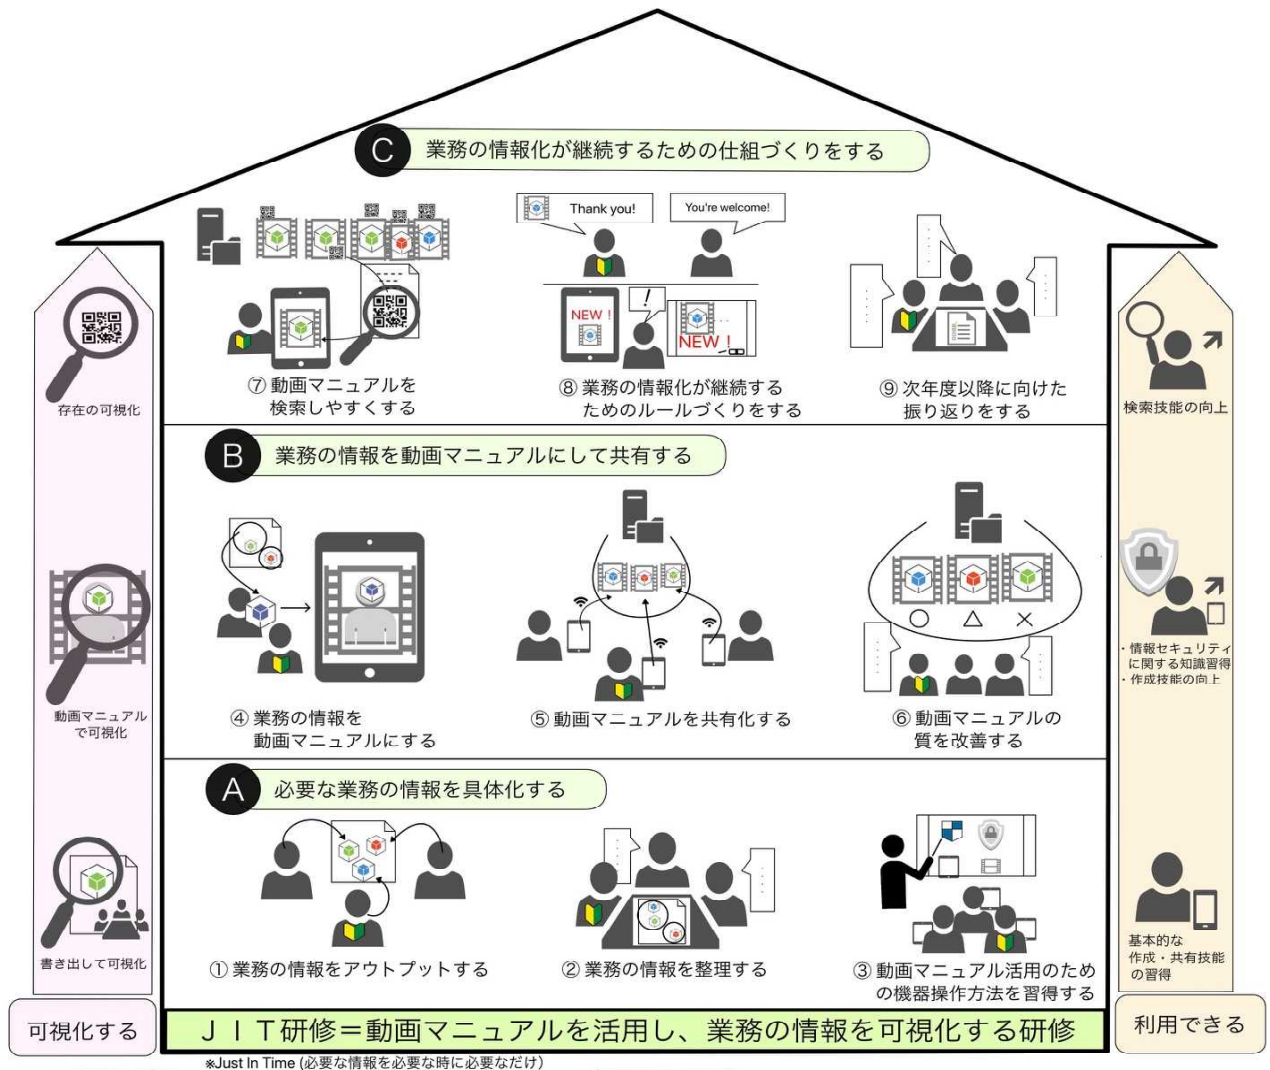 C 業務の情報化が継続するための仕組づくりをする
Thank you!
You're welcome!
NEW !
!
NEW !
⑦ 動画マニュアルを
検索しやすくする
⑧ 業務の情報化が継続する
ためのルールづくりをする
⑨ 次年度以降に向けた
振り返りをする
B 業務の情報を動画マニュアルにして共有する
○ △ ×
④ 業務の情報を
動画マニュアルにする
⑤ 動画マニュアルを共有化する
⑥ 動画マニュアルの
質を改善する
A 必要な業務の情報を具体化する
① 業務の情報をアウトプットする
② 業務の情報を整理する
③ 動画マニュアル活用のため
の機器操作方法を習得する
存在の可視化
動画マニュアル
で可視化
書き出して可視化
可視化する
検索技能の向上
・情報セキュリティ
に関する知識習得
・作成技能の向上
基本的な
作成・共有技能
の習得
利用できる
ＪＩＴ研修＝動画マニュアルを活用し、業務の情報を可視化する研修
※Just In Time (必要な情報を必要な時に必要なだけ)